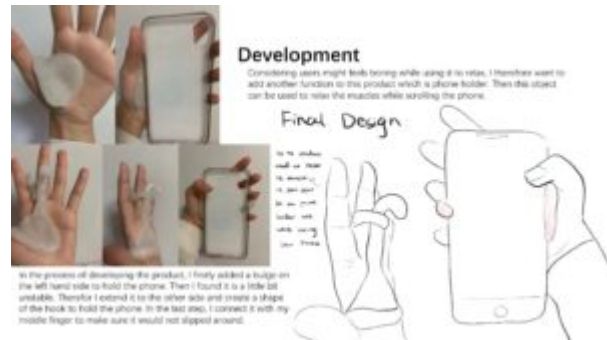 Development
Considering users might feels boring while using it to relax, I therefore want to
add another function to this product which is phone holder. Then this object
can be used to relax the muscles while scrolling the phone.
Final Design
In the process of developing the product, I firstly added a bulge on
the left hand side to hold the phone. Then I found it is a little bit
unstable. Therefor I extend it to the other side and create a shape
of the hook to hold the phone. In the last step, I connect it with my
middle finger to make sure it would not slipped around.